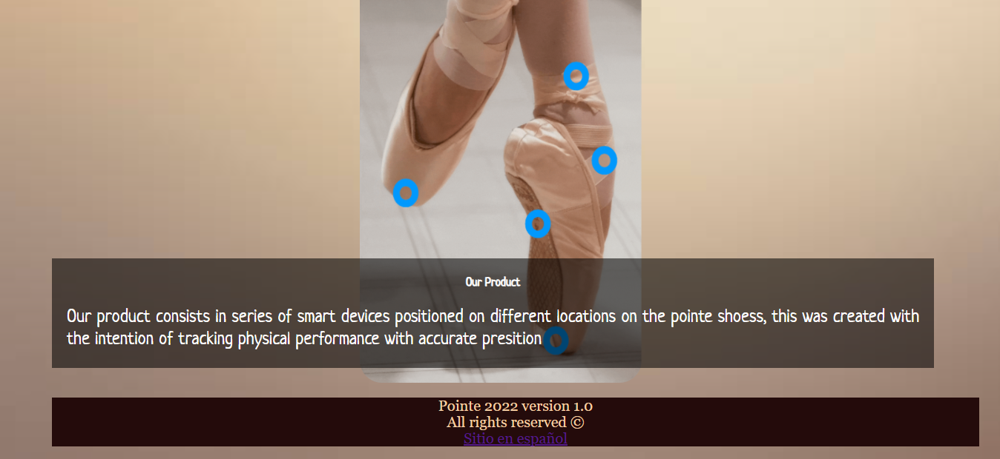 Our Product
Our product consists in series of smart devices positioned on different locations on the pointe shoess, this was created with
the intention of tracking physical performance with accurate presition
Pointe 2022 version 1.0
All rights reserved ©
Sitio en español